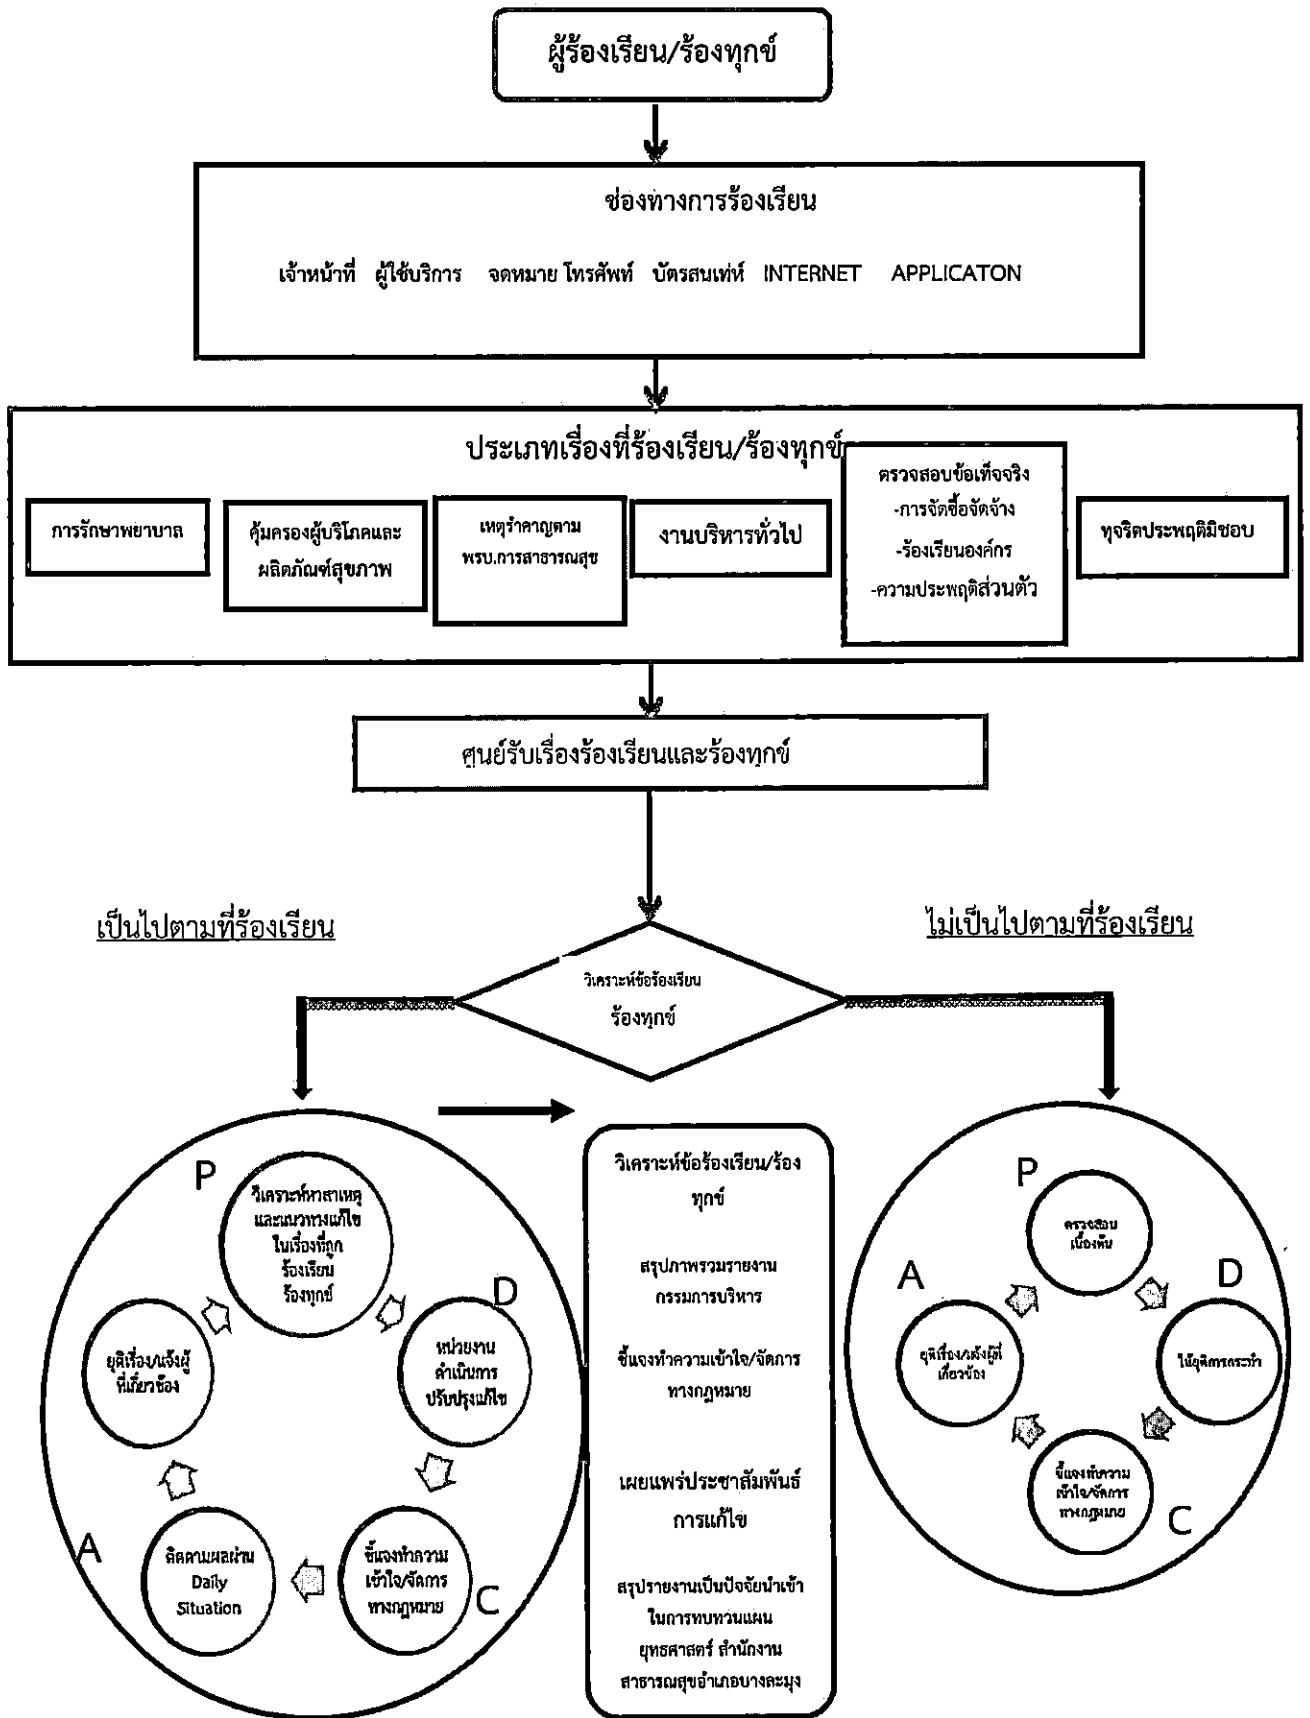 ผู้ร้องเรียน/ร้องทุกข์
ช่องทางการร้องเรียน
เจ้าหน้าที่ ผู้ใช้บริการ จดหมาย โทรศัพท์ บัตรสนเท่ห์ INTERNET APPLICATON
ประเภทเรื่องที่ร้องเรียน/ร้องทุกข์
การรักษาพยาบาล
คุ้มครองผู้บริโภคและ
ผลิตภัณฑ์สุขภาพ
เหตุรำคาญตาม
พรบ.การสาธารณสุข
งานบริหารทั่วไป
ตรวจสอบข้อเท็จจริง
-การจัดซื้อจัดจ้าง
-ร้องเรียนองค์กร
-ความประพฤติส่วนตัว
ทุจริตประพฤติมิชอบ
ศูนย์รับเรื่องร้องเรียนและร้องทุกข์
เป็นไปตามที่ร้องเรียน
ไม่เป็นไปตามที่ร้องเรียน
วิเคราะห์ข้อร้องเรียน
ร้องทุกข์
P
วิเคราะห์หาสาเหตุ
และแนวทางแก้ไข
ในเรื่องที่ถูก
ร้องเรียน
ร้องทุกข์
D
หน่วยงาน
ดำเนินการ
ปรับปรุงแก้ไข
C
ชี้แจงทำความ
เข้าใจ/จัดการ
ทางกฎหมาย
A
ติดตามผลผ่าน
Daily
Situation
ยุติเรื่อง/แจ้งผู้
ที่เกี่ยวข้อง
วิเคราะห์ข้อร้องเรียน/ร้อง
ทุกข์
สรุปภาพรวมรายงาน
กรรมการบริหาร
ชี้แจงทำความเข้าใจ/จัดการ
ทางกฎหมาย
เผยแพร่ประชาสัมพันธ์
การแก้ไข
สรุปรายงานเป็นปัจจัยนำเข้า
ในการทบทวนแผน
ยุทธศาสตร์ สำนักงาน
สาธารณสุขอำเภอบางละมุง
P
ตรวจสอบ
เบื้องต้น
D
ให้ยุติการกระทำ
C
ชี้แจงทำความ
เข้าใจ/จัดการ
ทางกฎหมาย
A
ยุติเรื่อง/แจ้งผู้ที่
เกี่ยวข้อง